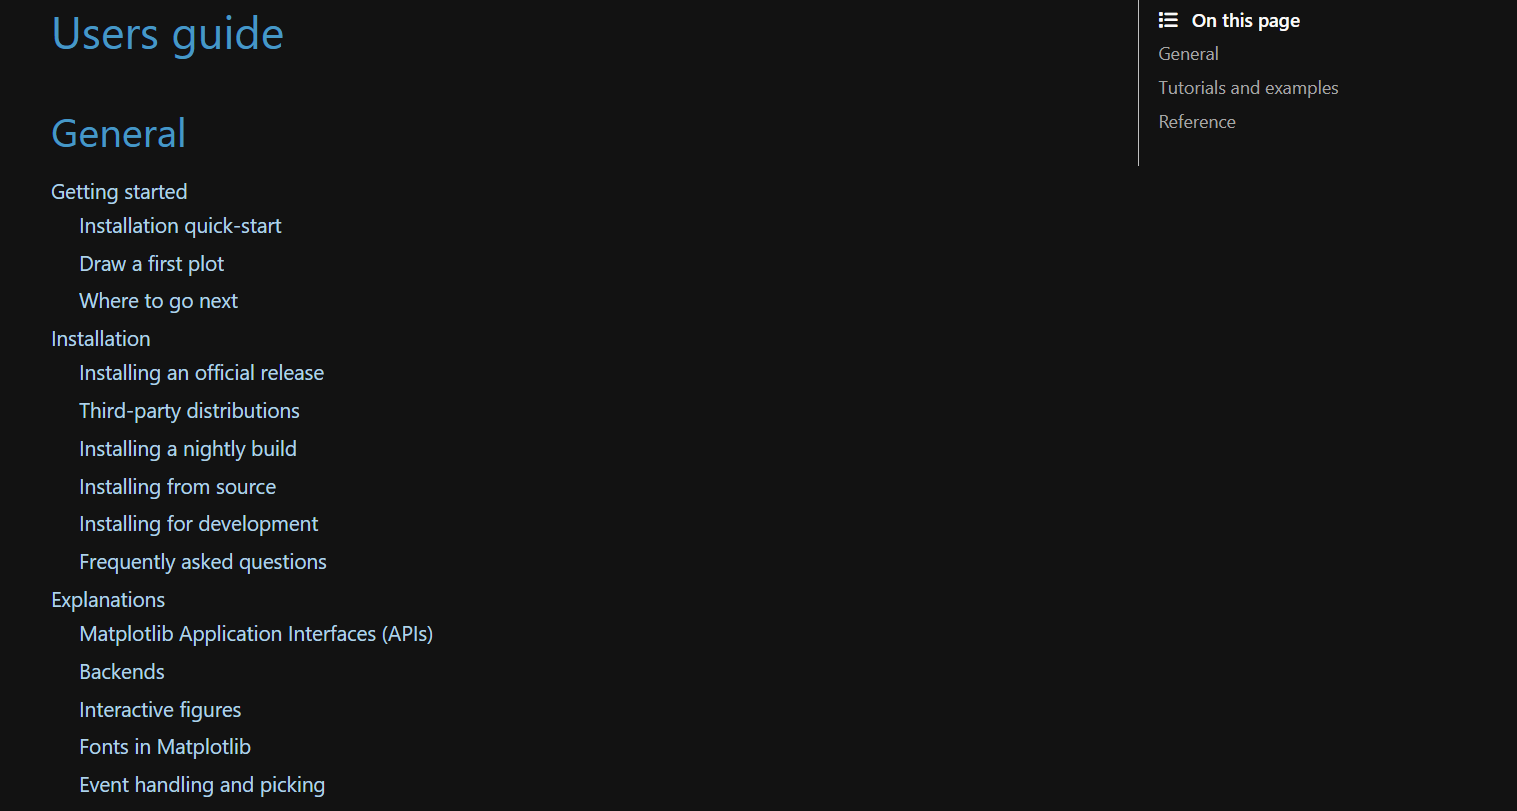 Users guide
General
Getting started
Installation quick-start
Draw a first plot
Where to go next
Installation
Installing an official release
Third-party distributions
Installing a nightly build
Installing from source
Installing for development
Frequently asked questions
Explanations
Matplotlib Application Interfaces (APIs)
Backends
Interactive figures
Fonts in Matplotlib
Event handling and picking
On this page
General
Tutorials and examples
Reference